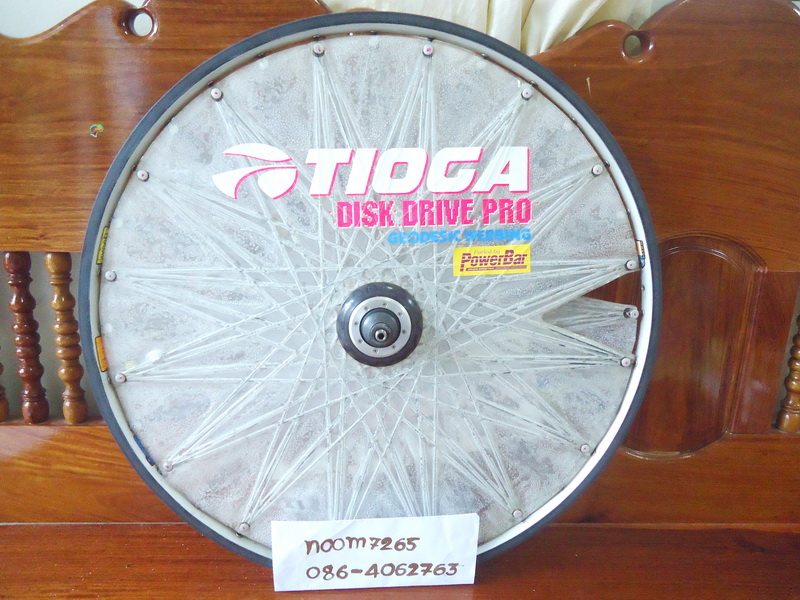 TIOGA
DISK DRIVE PRO
GEODESIC WEBBING
PowerBar
noom7265
086-4062763